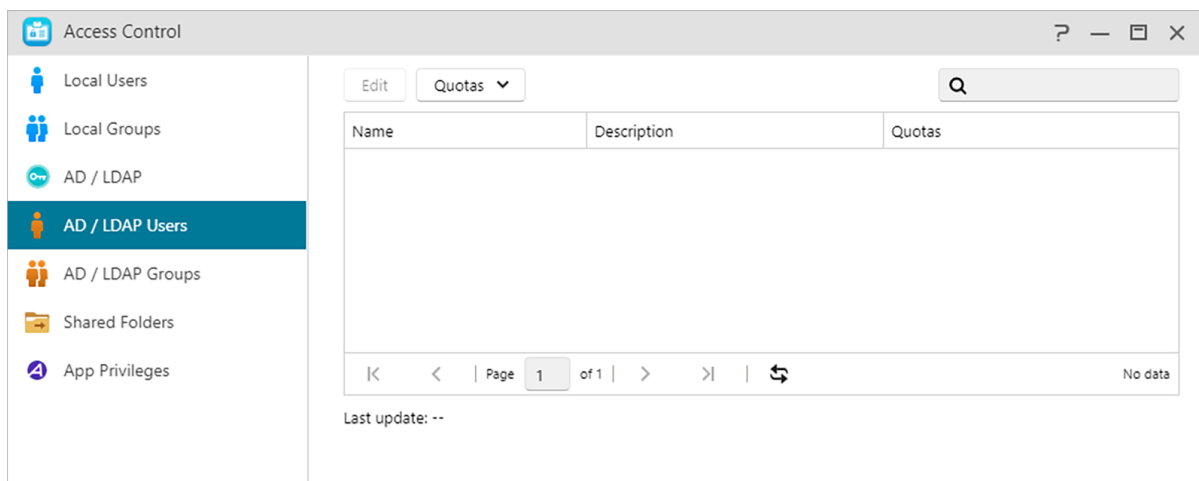 Access Control
Local Users
Local Groups
AD / LDAP
AD / LDAP Users
AD / LDAP Groups
Shared Folders
App Privileges
Edit Quotas
Name Description Quotas
Page 1 of 1 No data
Last update: --